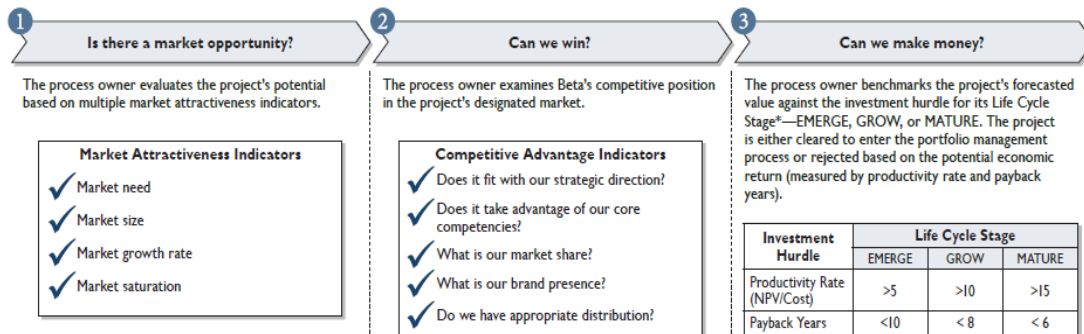 1
Is there a market opportunity?
The process owner evaluates the project's potential
based on multiple market attractiveness indicators.
Market Attractiveness Indicators
Market need
Market size
Market growth rate
Market saturation
2
Can we win?
The process owner examines Beta's competitive position
in the project's designated market.
Competitive Advantage Indicators
Does it fit with our strategic direction?
Does it take advantage of our core
competencies?
What is our market share?
What is our brand presence?
Do we have appropriate distribution?
3
Can we make money?
The process owner benchmarks the project's forecasted
value against the investment hurdle for its Life Cycle
Stage*—EMERGE, GROW, or MATURE. The project
is either cleared to enter the portfolio management
process or rejected based on the potential economic
return (measured by productivity rate and payback
years).
Investment
Hurdle
Life Cycle Stage
EMERGE GROW MATURE
Productivity Rate
(NPV/Cost)
>5 >10 >15
Payback Years <10 < 8 < 6